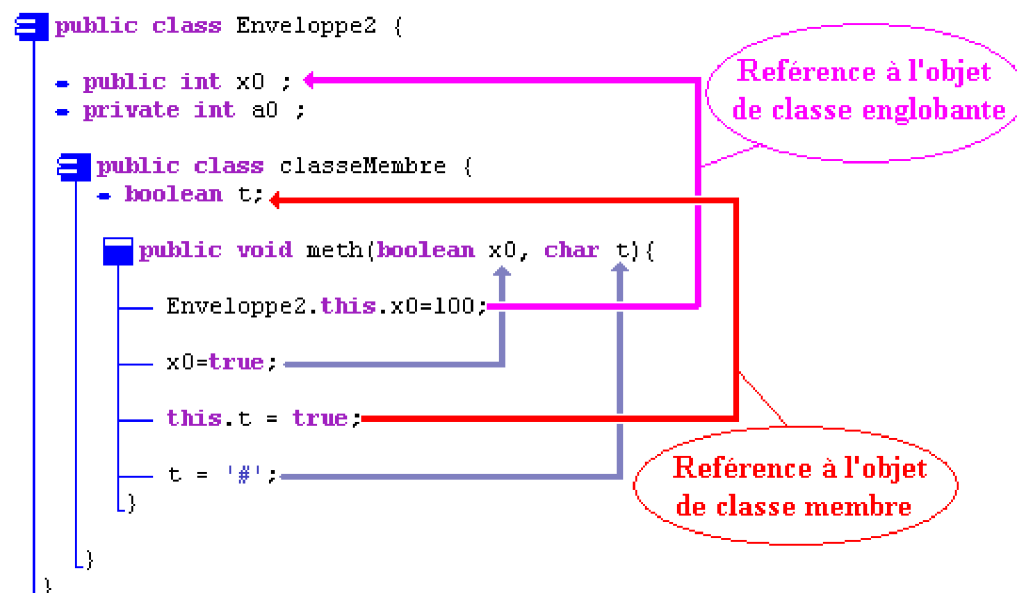 public class Enveloppe2 {
public int x0 ;
private int a0 ;
public class classeMembre {
boolean t;
public void meth(boolean x0, char t){
Enveloppe2.this.x0=100;
x0=true;
this.t = true;
t = '#';
}
}
}
Reférence à l'objet
de classe englobante
Reférence à l'objet
de classe membre